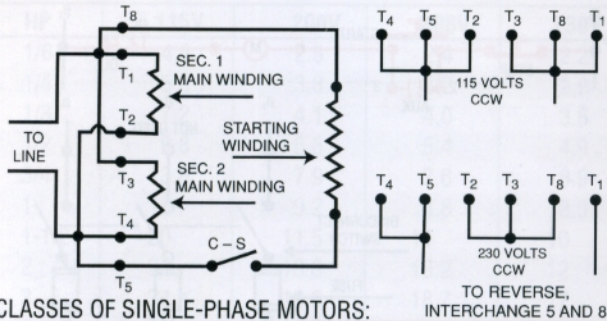 T8
T1
SEC. 1
MAIN WINDING
T2
TO
LINE
STARTING
WINDING
T3
SEC. 2
MAIN WINDING
T4
C – S
T5
T4 T5 T2 T3 T8 T1
115 VOLTS
CCW
T4 T5 T2 T3 T8 T1
230 VOLTS
CCW
TO REVERSE,
INTERCHANGE 5 AND 8
CLASSES OF SINGLE-PHASE MOTORS: